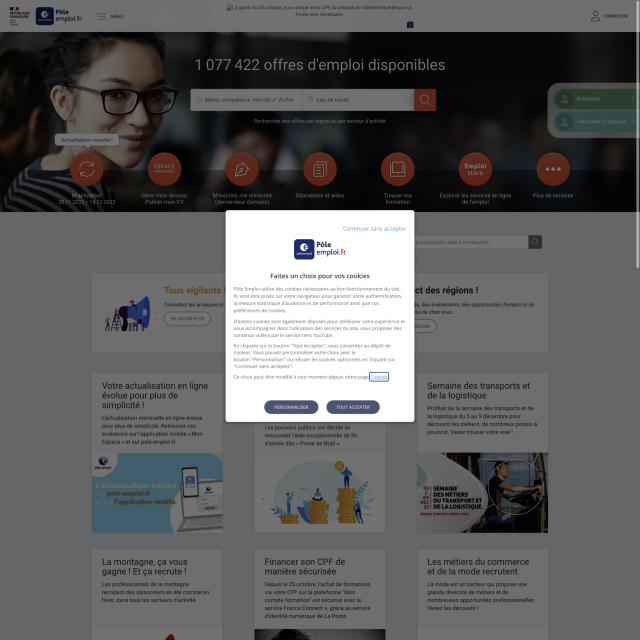 RÉPUBLIQUE
FRANÇAISE
Pôle
emploi.fr
MENU
A partir du 25 octobre, pour utiliser votre CPF, la création de l'Identité Numérique La
Poste sera nécessaire.
CONNEXION
1 077 422 offres d'emploi disponibles
Métier, compétence, mot-clé, n° d'offre
Lieu de travail
Rechercher des offres par région ou par secteur d'activité
Entreprise
Partenaire Employeur
Actualisation ouverte !
ESPACE
Emploi
store
M'actualiser
Gérer mon dossier,
Publier mon CV
M'inscrire, me réinscrire
(demandeur d'emploi)
Allocations et aides
Trouver ma
formation
Explorer les services en ligne
de l'emploi
Plus de services
actualisation, aide à l'embauche...
Continuer sans accepter
Pôle
emploi.fr
Faites un choix pour vos cookies
Pôle Emploi utilise des cookies nécessaires au bon fonctionnement du site.
Ils vont être posés sur votre navigateur pour garantir votre authentification,
la mesure statistique d'audience et de performance ainsi que vos
préférences de cookies.
D'autres cookies sont également déposés pour améliorer votre expérience et
vous accompagner dans l'utilisation des services du site, vous proposer des
contenus vidéos par le service tiers YouTube.
En cliquant sur le bouton "Tout Accepter", vous consentez au dépôt de
cookies. Vous pouvez personnaliser votre choix avec le
bouton "Personnaliser" ou refuser les cookies optionnels en cliquant sur
"Continuer sans accepter".
Ce choix peut être modifié à tout moment depuis notre page Cookies
PERSONNALISER
TOUT ACCEPTER
Tous vigilants
Consultez les arnaques et
EN SAVOIR PLUS
ct des régions !
és, des événements, des opportunités d'emploi et de
s de chez vous.
Votre actualisation en ligne
évolue pour plus de
simplicité !
L'actualisation mensuelle en ligne évolue
pour plus de simplicité. Retrouvez ces
évolutions sur l'application mobile « Mon
Espace » et sur pole-emploi.fr.
L'actualisation évolue
pole-emploi.fr
l'application mobile
Les pouvoirs publics ont décidé de
renouveler l'aide exceptionnelle de fin
d'année dite « Prime de Noël ».
Semaine des transports et
de la logistique
Profitez de la semaine des transports et de
la logistique du 5 au 9 décembre pour
découvrir les métiers, de nombreux postes à
pourvoir. Venez trouver votre voie !
SEMAINE
DES MÉTIERS
DU TRANSPORT ET
DE LA LOGISTIQUE
La montagne, ça vous
gagne ! Et ça recrute !
Les professionnels de la montagne
recrutent des saisonniers en été comme en
hiver, dans tous les secteurs d'activité.
Financer son CPF de
manière sécurisée
Depuis le 25 octobre, l'achat de formations
via votre CPF sur la plateforme "Mon
compte formation" est sécurisé avec le
service France Connect +, grâce au
service d'identité numérique de La Poste.
Les métiers du commerce
et de la mode recrutent
La mode est un secteur qui propose une
grande diversité de métiers et de
nombreuses opportunités professionnelles.
Venez les découvrir !